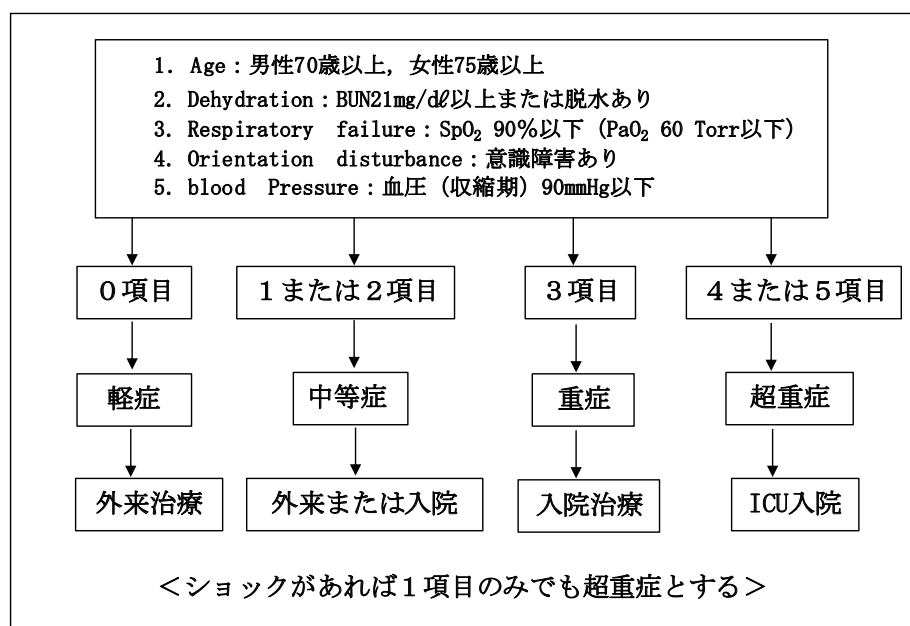 1. Age:男性70歳以上, 女性75歳以上
2. Dehydration:BUN21mg/dℓ以上または脱水あり
3. Respiratory failure:SpO₂ 90%以下 (PaO₂ 60 Torr以下)
4. Orientation disturbance:意識障害あり
5. blood Pressure:血圧 (収縮期) 90mmHg以下
０項目
１または２項目
３項目
４または５項目
軽症
中等症
重症
超重症
外来治療
外来または入院
入院治療
ICU入院
＜ショックがあれば１項目のみでも超重症とする＞